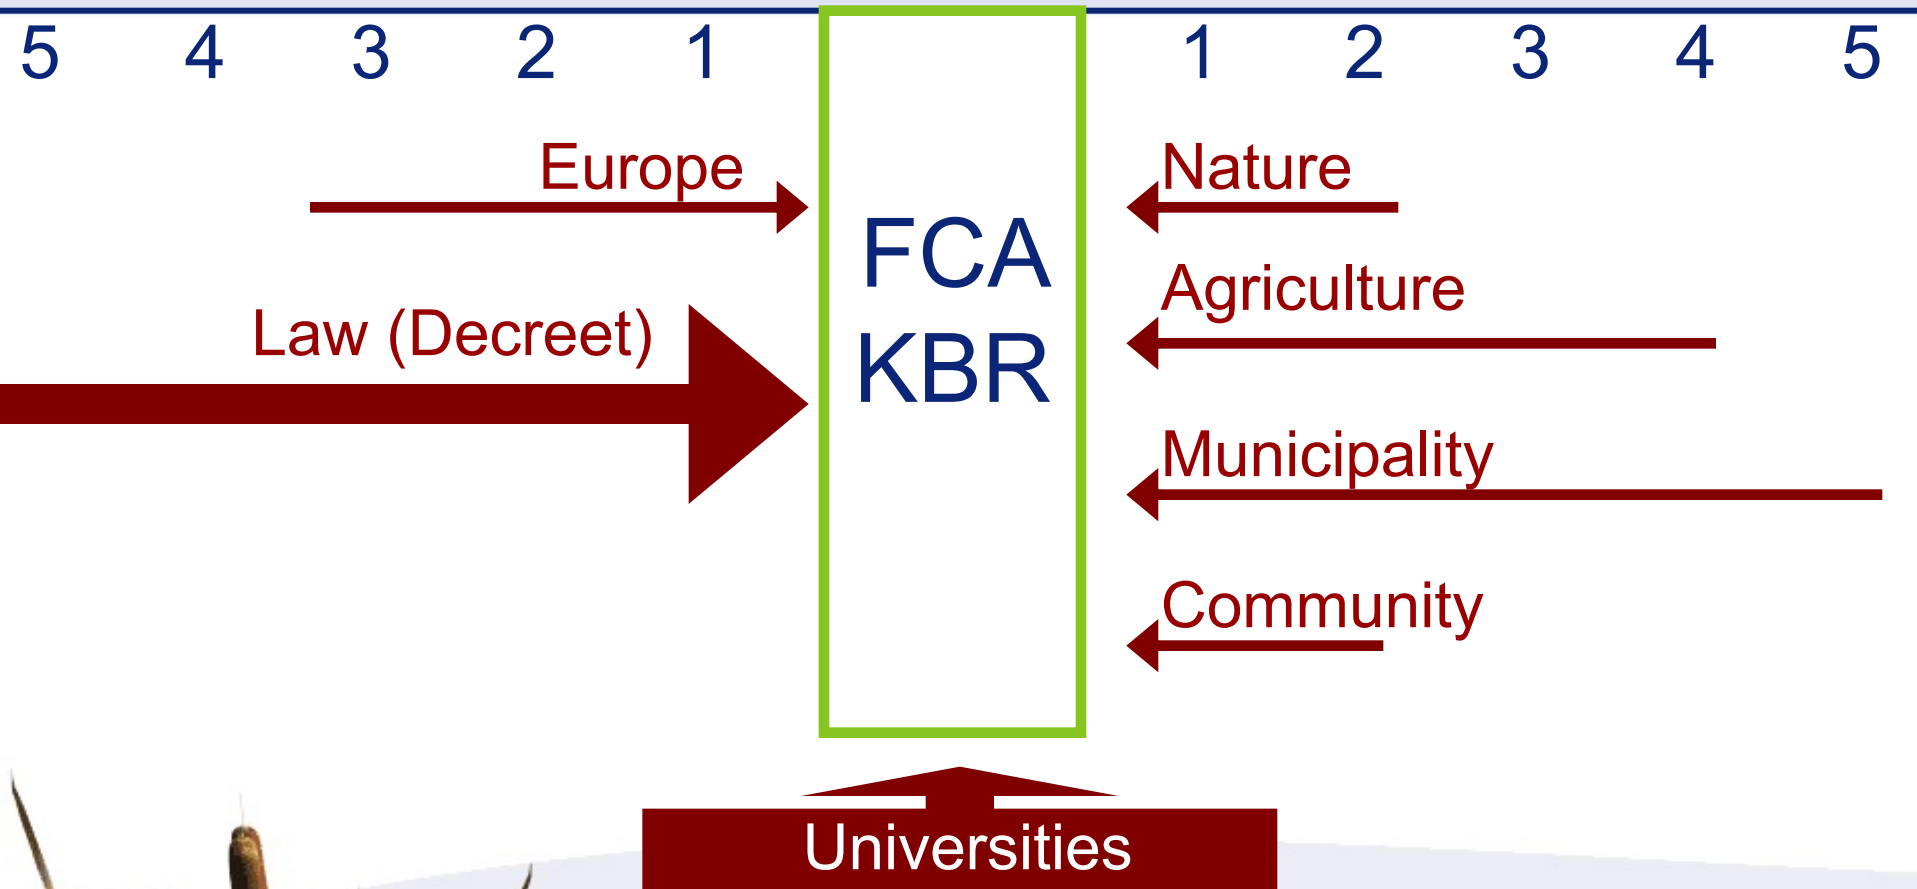 5 4 3 2 1 1 2 3 4 5
Europe
Law (Decreet)
FCA
KBR
Nature
Agriculture
Municipality
Community
Universities